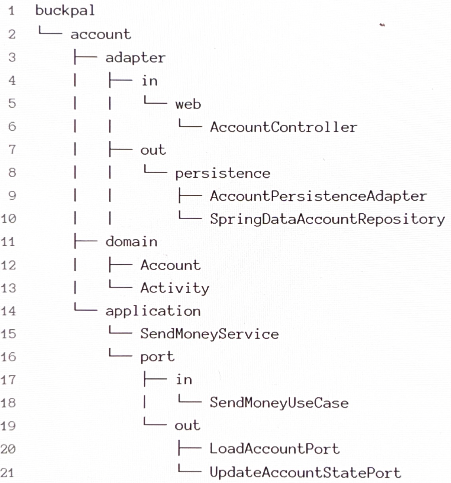 1 buckpal
2 └── account
3     ├── adapter
4     |   ├── in
5     |   |   └── web
6     |   |       └── AccountController
7     |   ├── out
8     |   |   └── persistence
9     |   |       ├── AccountPersistenceAdapter
10     |   |       └── SpringDataAccountRepository
11     ├── domain
12     |   ├── Account
13     |   └── Activity
14     └── application
15         └── SendMoneyService
16         └── port
17             ├── in
18             |   └── SendMoneyUseCase
19             └── out
20                 ├── LoadAccountPort
21                 └── UpdateAccountStatePort